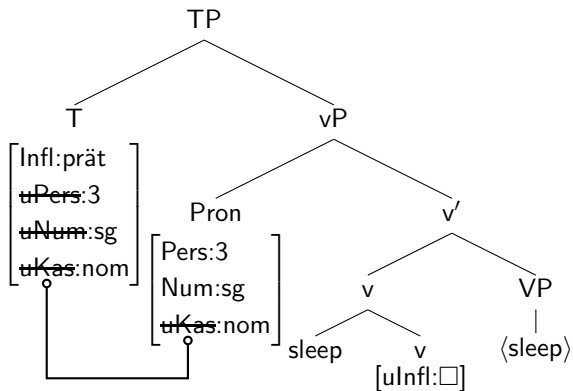 TP
T
vP
Infl:prät
uPers:3
uNum:sg
uKas:nom
Pron
v′
Pers:3
Num:sg
uKas:nom
v
VP
sleep
v
⟨sleep⟩
[uInfl:□]